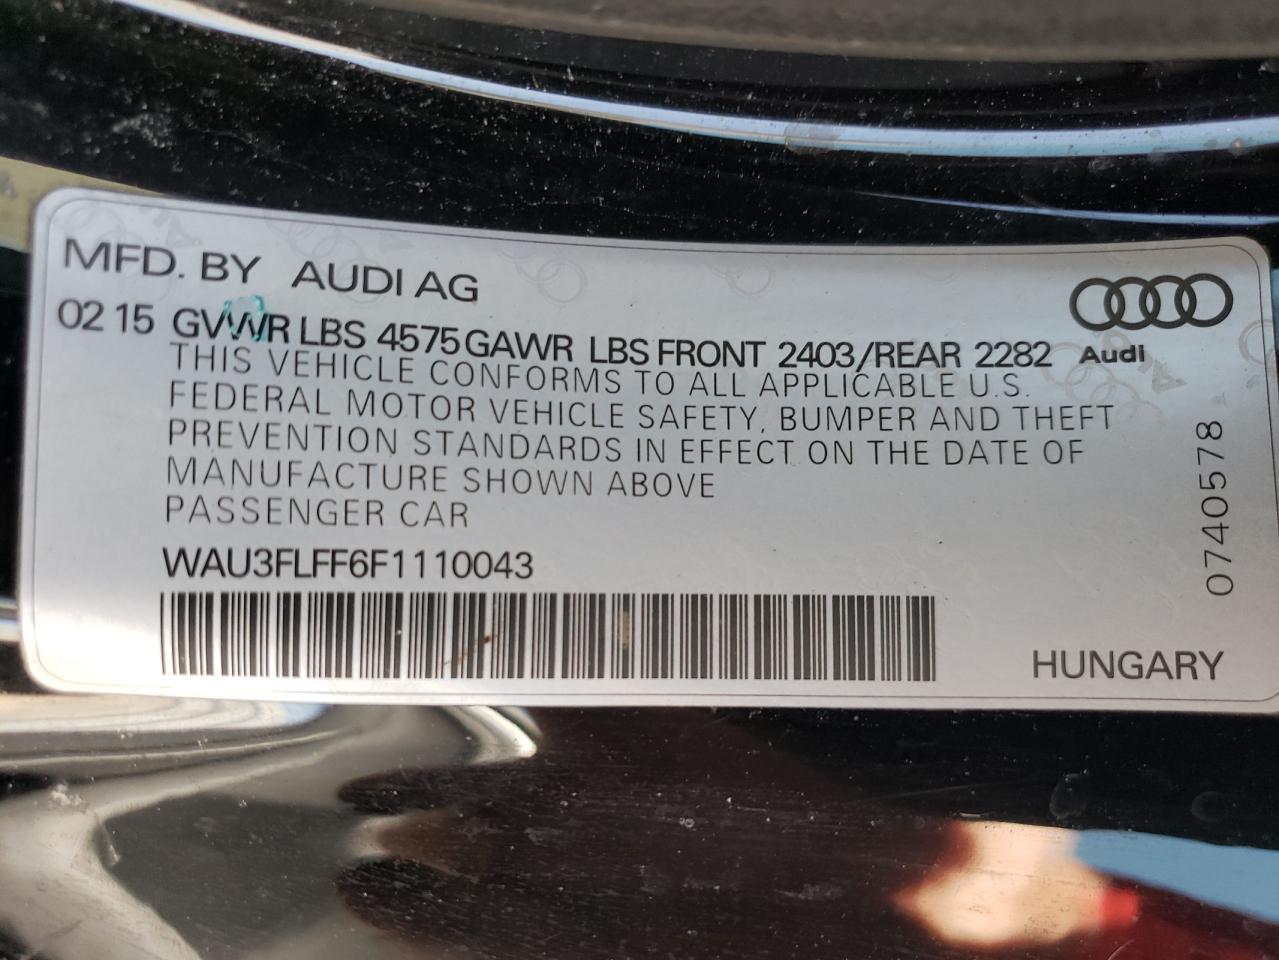 MFD. BY AUDI AG
02 15 GVWR LBS 4575 GAWR LBS FRONT 2403/REAR 2282
Audi
THIS VEHICLE CONFORMS TO ALL APPLICABLE U.S.
FEDERAL MOTOR VEHICLE SAFETY, BUMPER AND THEFT
PREVENTION STANDARDS IN EFFECT ON THE DATE OF
MANUFACTURE SHOWN ABOVE
PASSENGER CAR
WAU3FLFF6F1110043
HUNGARY
0740578